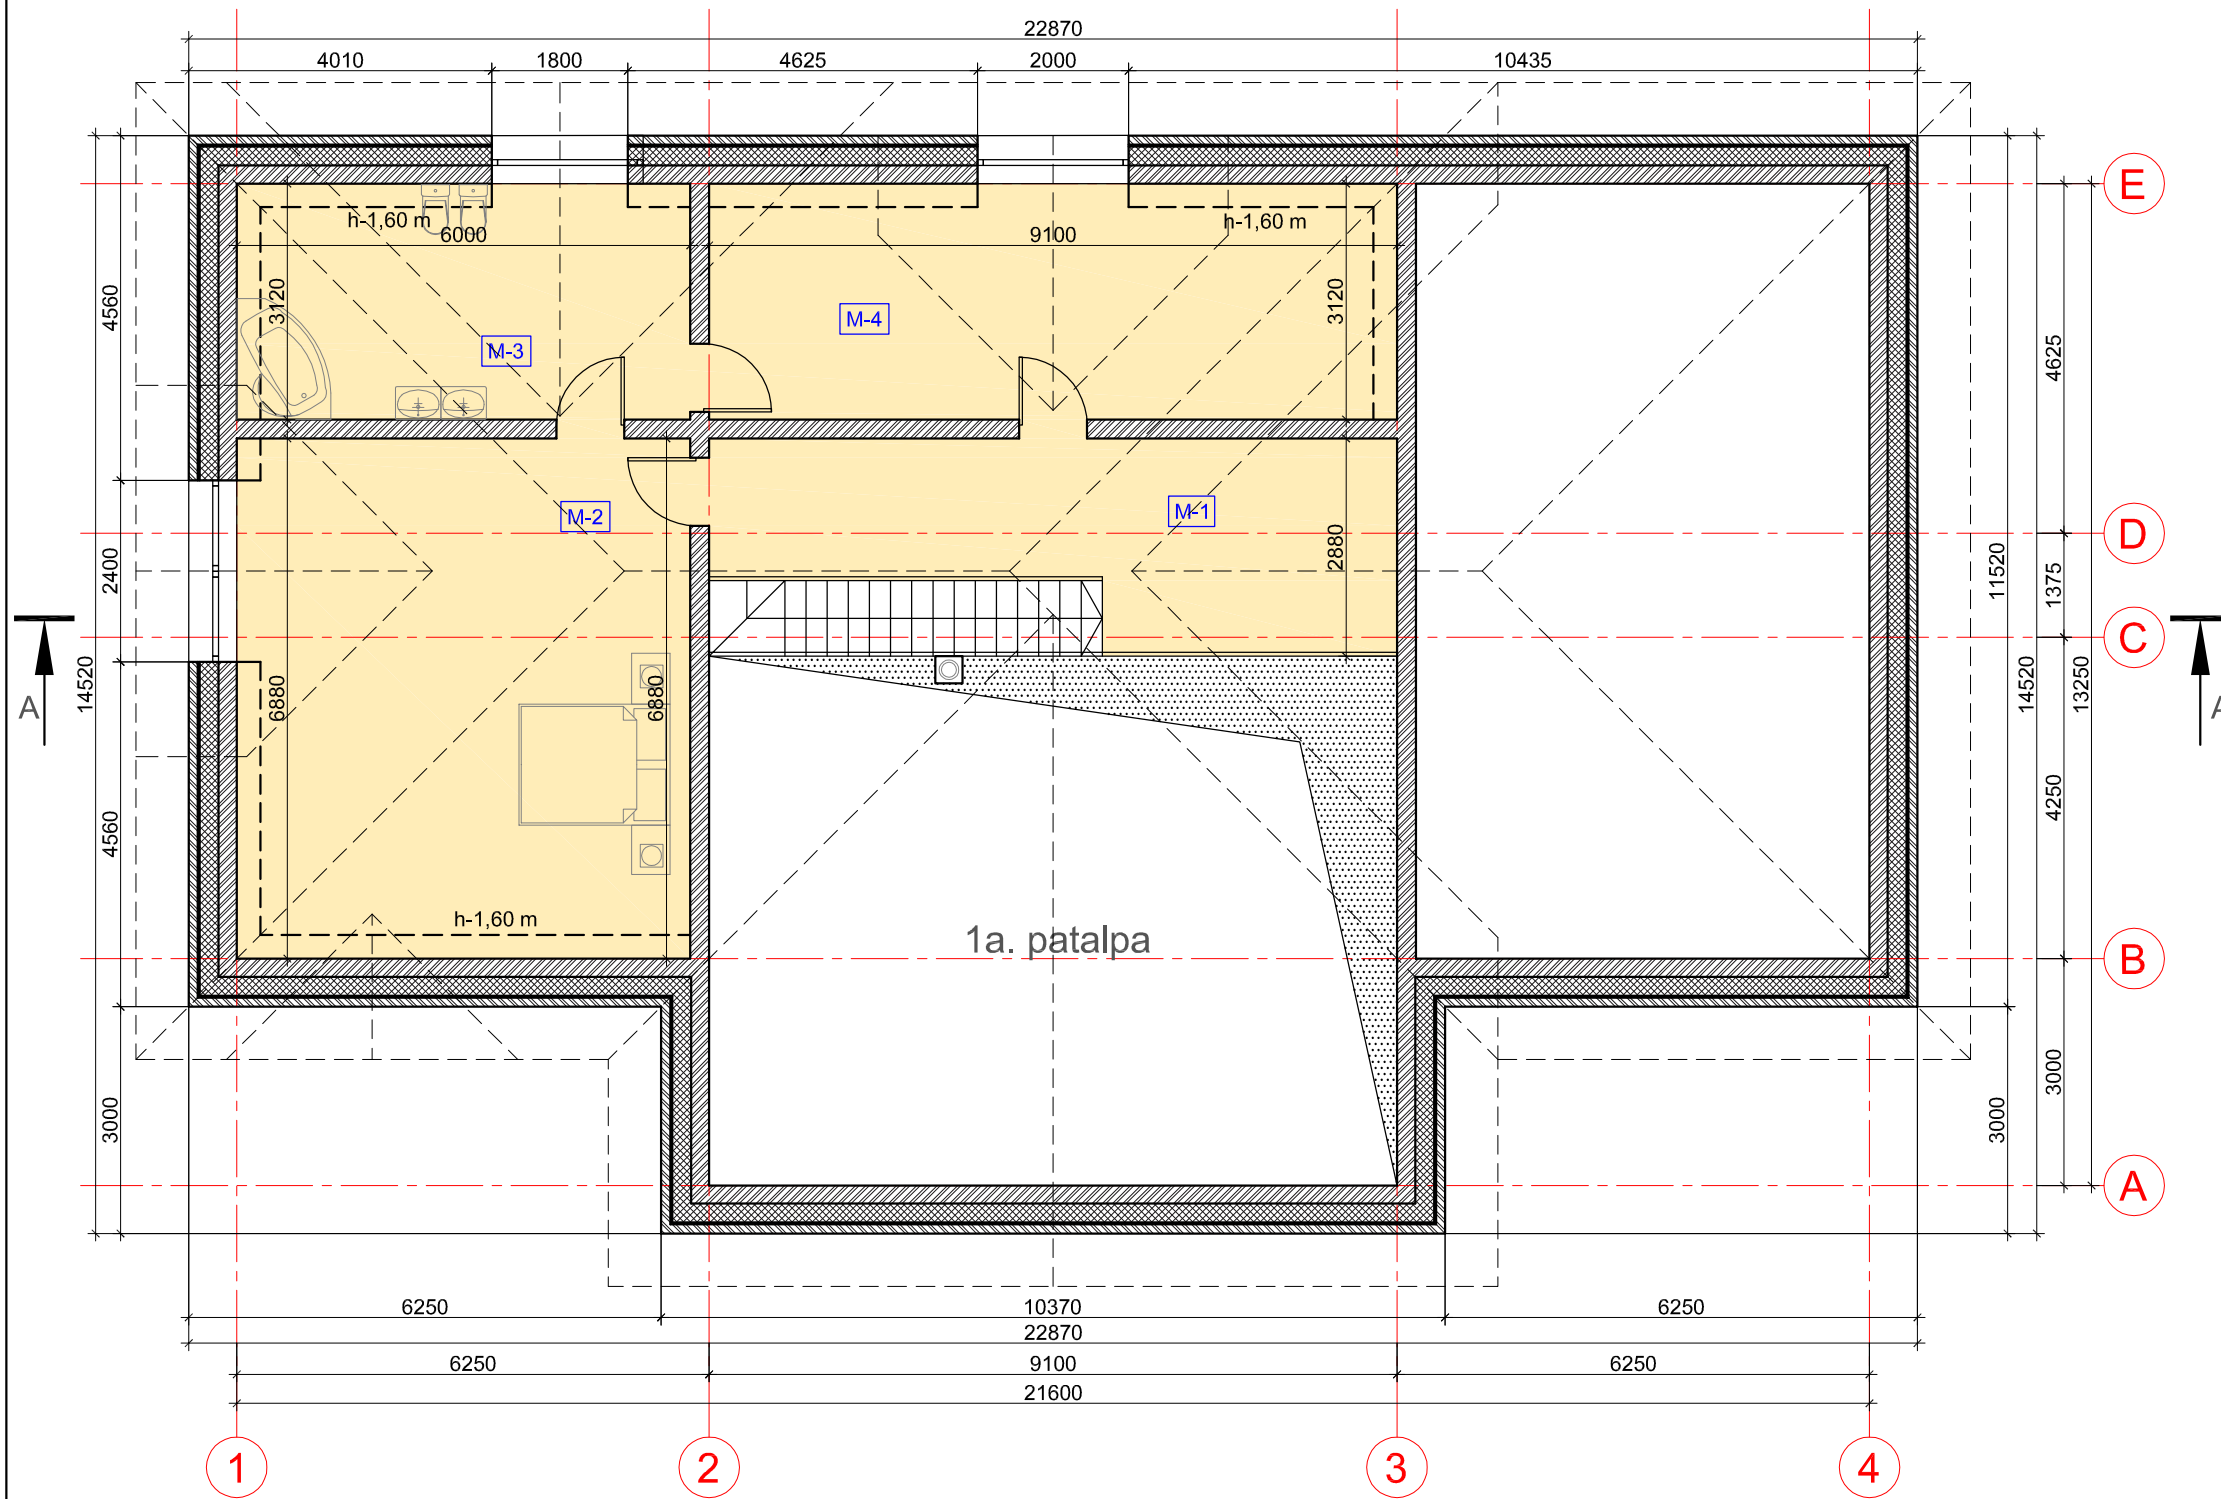 22870
4010 1800 4625 2000 10435
E
h-1,60 m h-1,60 m
6000 9100
4560 3120 3120
M-3 M-4
4625
M-2 M-1
D
2400 2880 11520 1375
C
A A
14520 6880 6880 14520 13250
4560 4250
h-1,60 m
1a. patalpa
B
3000 3000 3000
A
6250 10370 6250
22870
6250 9100 6250
21600
1 2 3 4